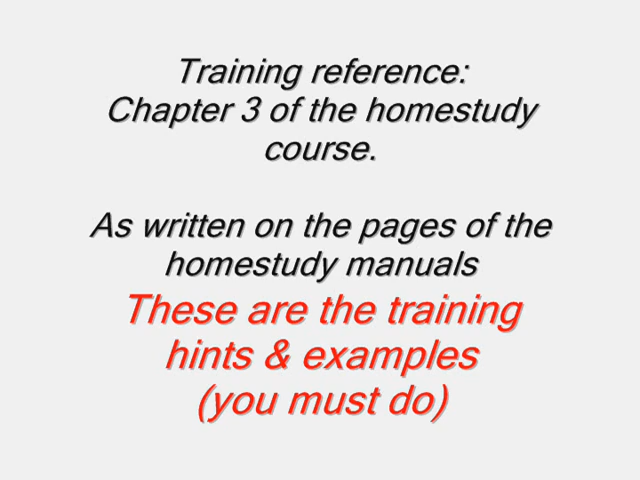 Training reference:
Chapter 3 of the homestudy
course.
As written on the pages of the
homestudy manuals
These are the training
hints & examples
(you must do)